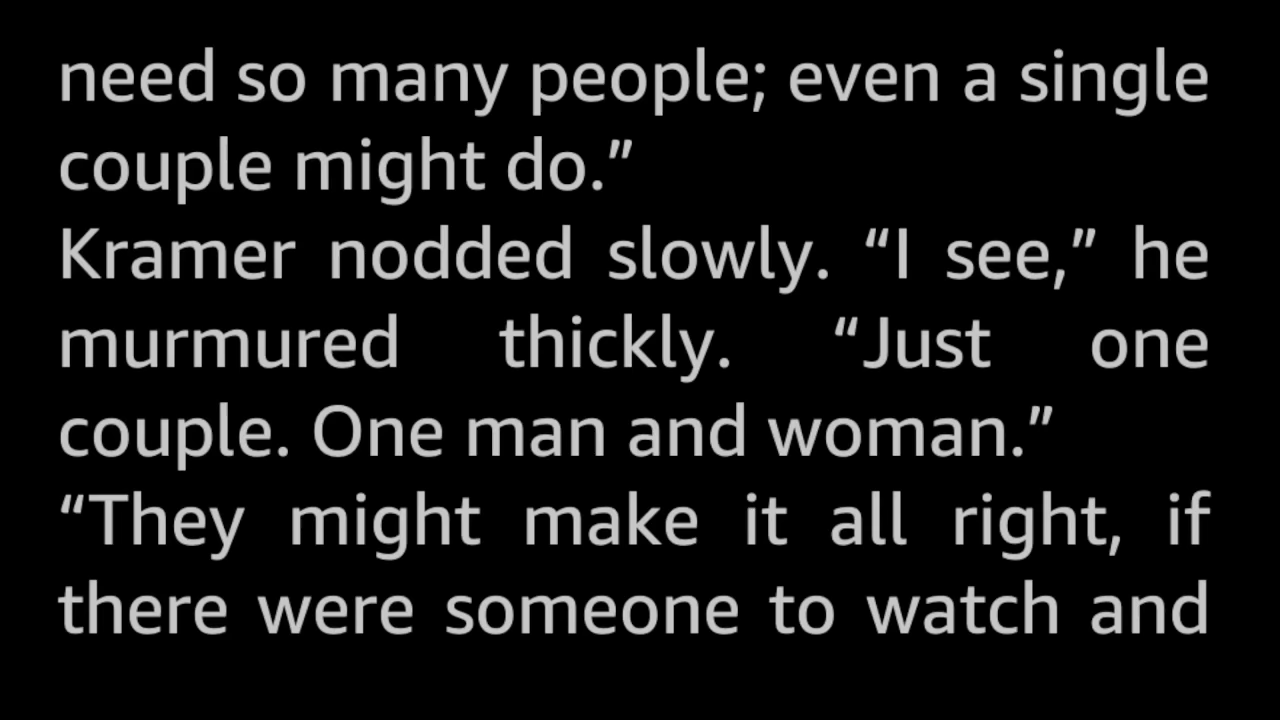 need so many people; even a single
couple might do.”
Kramer nodded slowly. “I see,” he
murmured thickly. “Just one
couple. One man and woman.”
“They might make it all right, if
there were someone to watch and